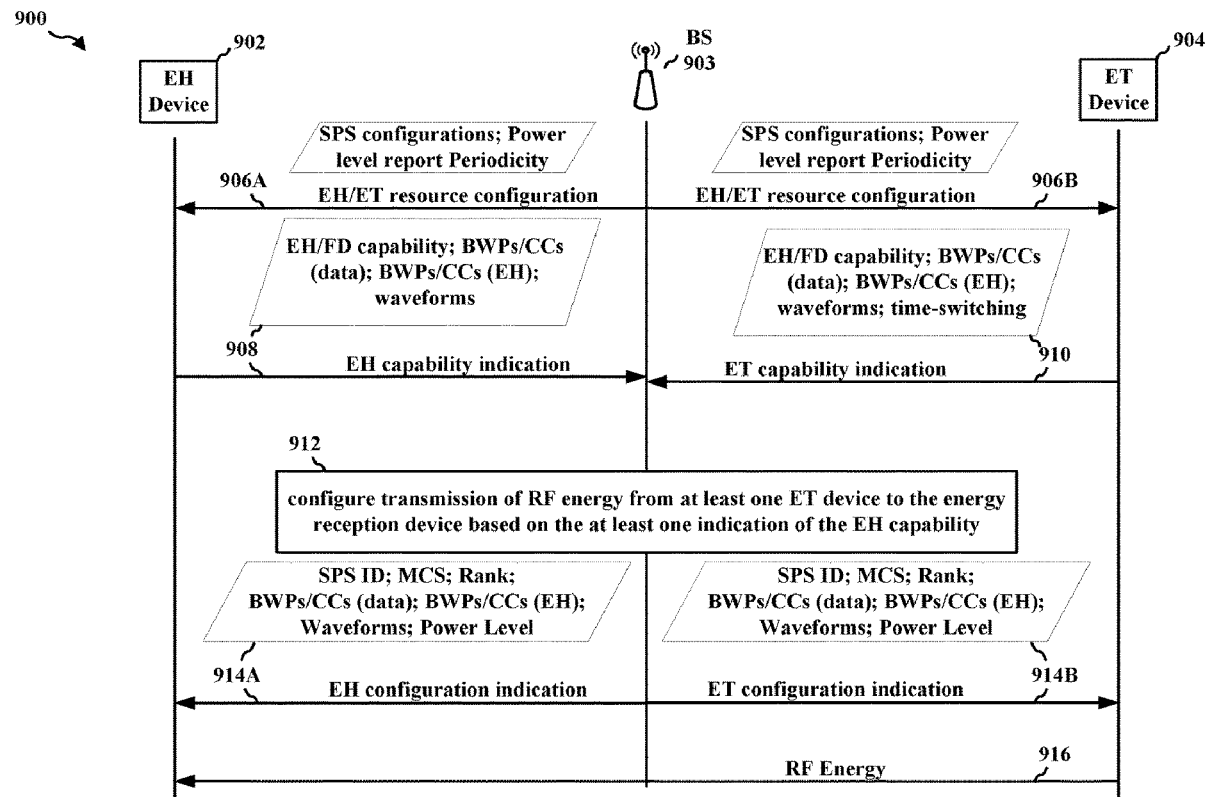 900
902
EH
Device
BS
903
904
ET
Device
SPS configurations; Power
level report Periodicity
SPS configurations; Power
level report Periodicity
906A
EH/ET resource configuration
EH/ET resource configuration
906B
EH/FD capability; BWPs/CCs
(data); BWPs/CCs (EH);
waveforms
EH/FD capability; BWPs/CCs
(data); BWPs/CCs (EH);
waveforms; time-switching
908
EH capability indication
ET capability indication
910
912
configure transmission of RF energy from at least one ET device to the energy
reception device based on the at least one indication of the EH capability
SPS ID; MCS; Rank;
BWPs/CCs (data); BWPs/CCs (EH);
Waveforms; Power Level
SPS ID; MCS; Rank;
BWPs/CCs (data); BWPs/CCs (EH);
Waveforms; Power Level
914A
EH configuration indication
ET configuration indication
914B
RF Energy
916